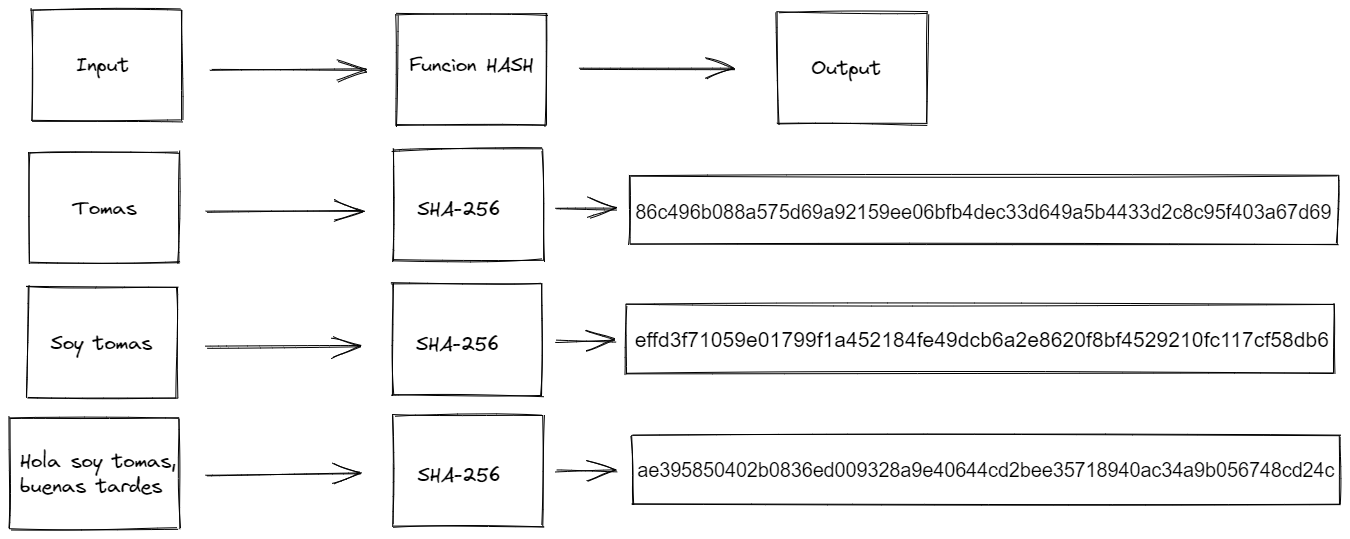 Input
Funcion HASH
Output
Tomas
SHA-256
86c496b088a575d69a92159ee06bfb4dec33d649a5b4433d2c8c95f403a67d69
Soy tomas
SHA-256
effd3f71059e01799f1a452184fe49dcb6a2e8620f8bf4529210fc117cf58db6
Hola soy tomas,
buenas tardes
SHA-256
ae395850402b0836ed009328a9e40644cd2bee35718940ac34a9b056748cd24c